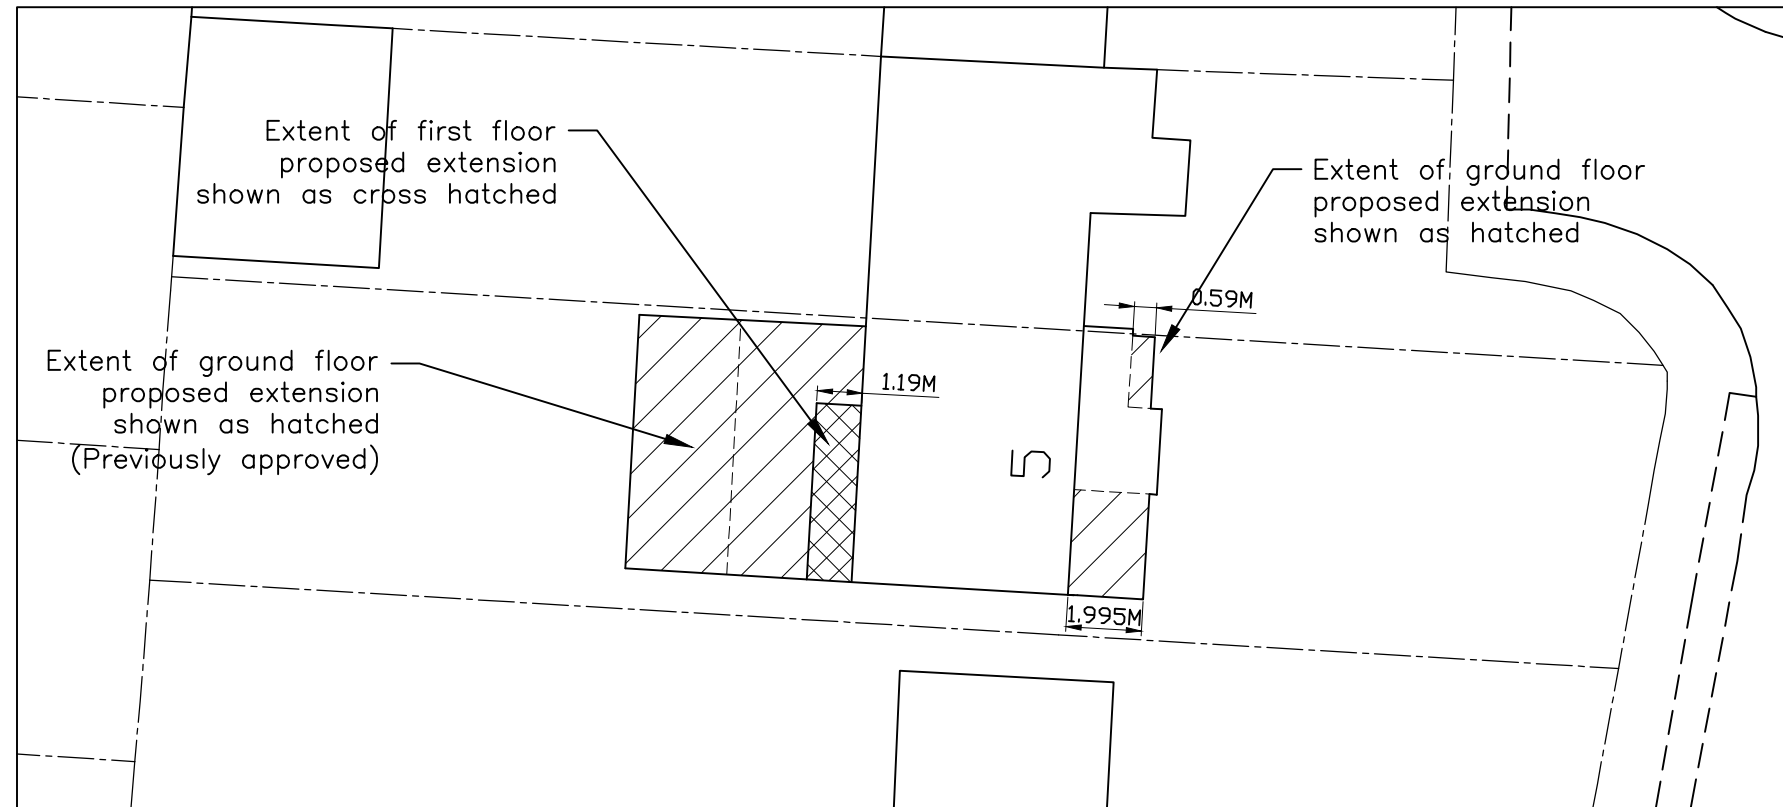 Extent of first floor
proposed extension
shown as cross hatched
Extent of ground floor
proposed extension
shown as hatched
0.59M
Extent of ground floor
proposed extension
shown as hatched
(Previously approved)
1.19M
5
1.995M